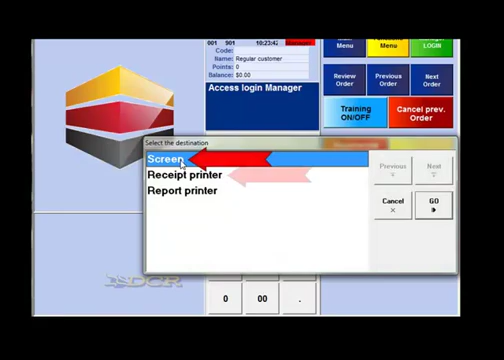 001 901 10:23:42
Code:
Name: Regular customer
Points: 0
Balance: $0.00
Access login Manager
Menu
Menu
LOGIN
Review Order
Previous Order
Next Order
Training ON/OFF
Cancel prev. Order
Select the destination
Screen
Receipt printer
Report printer
Previous
Next
Cancel
GO
0 00 .
DCR